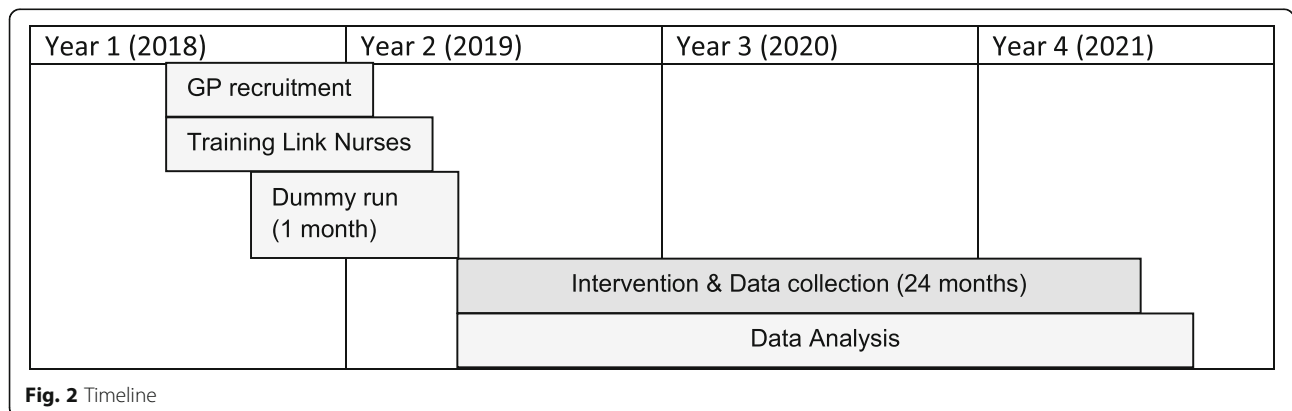 Year 1 (2018) Year 2 (2019) Year 3 (2020) Year 4 (2021)
GP recruitment
Training Link Nurses
Dummy run
(1 month)
Intervention & Data collection (24 months)
Data Analysis
Fig. 2 Timeline